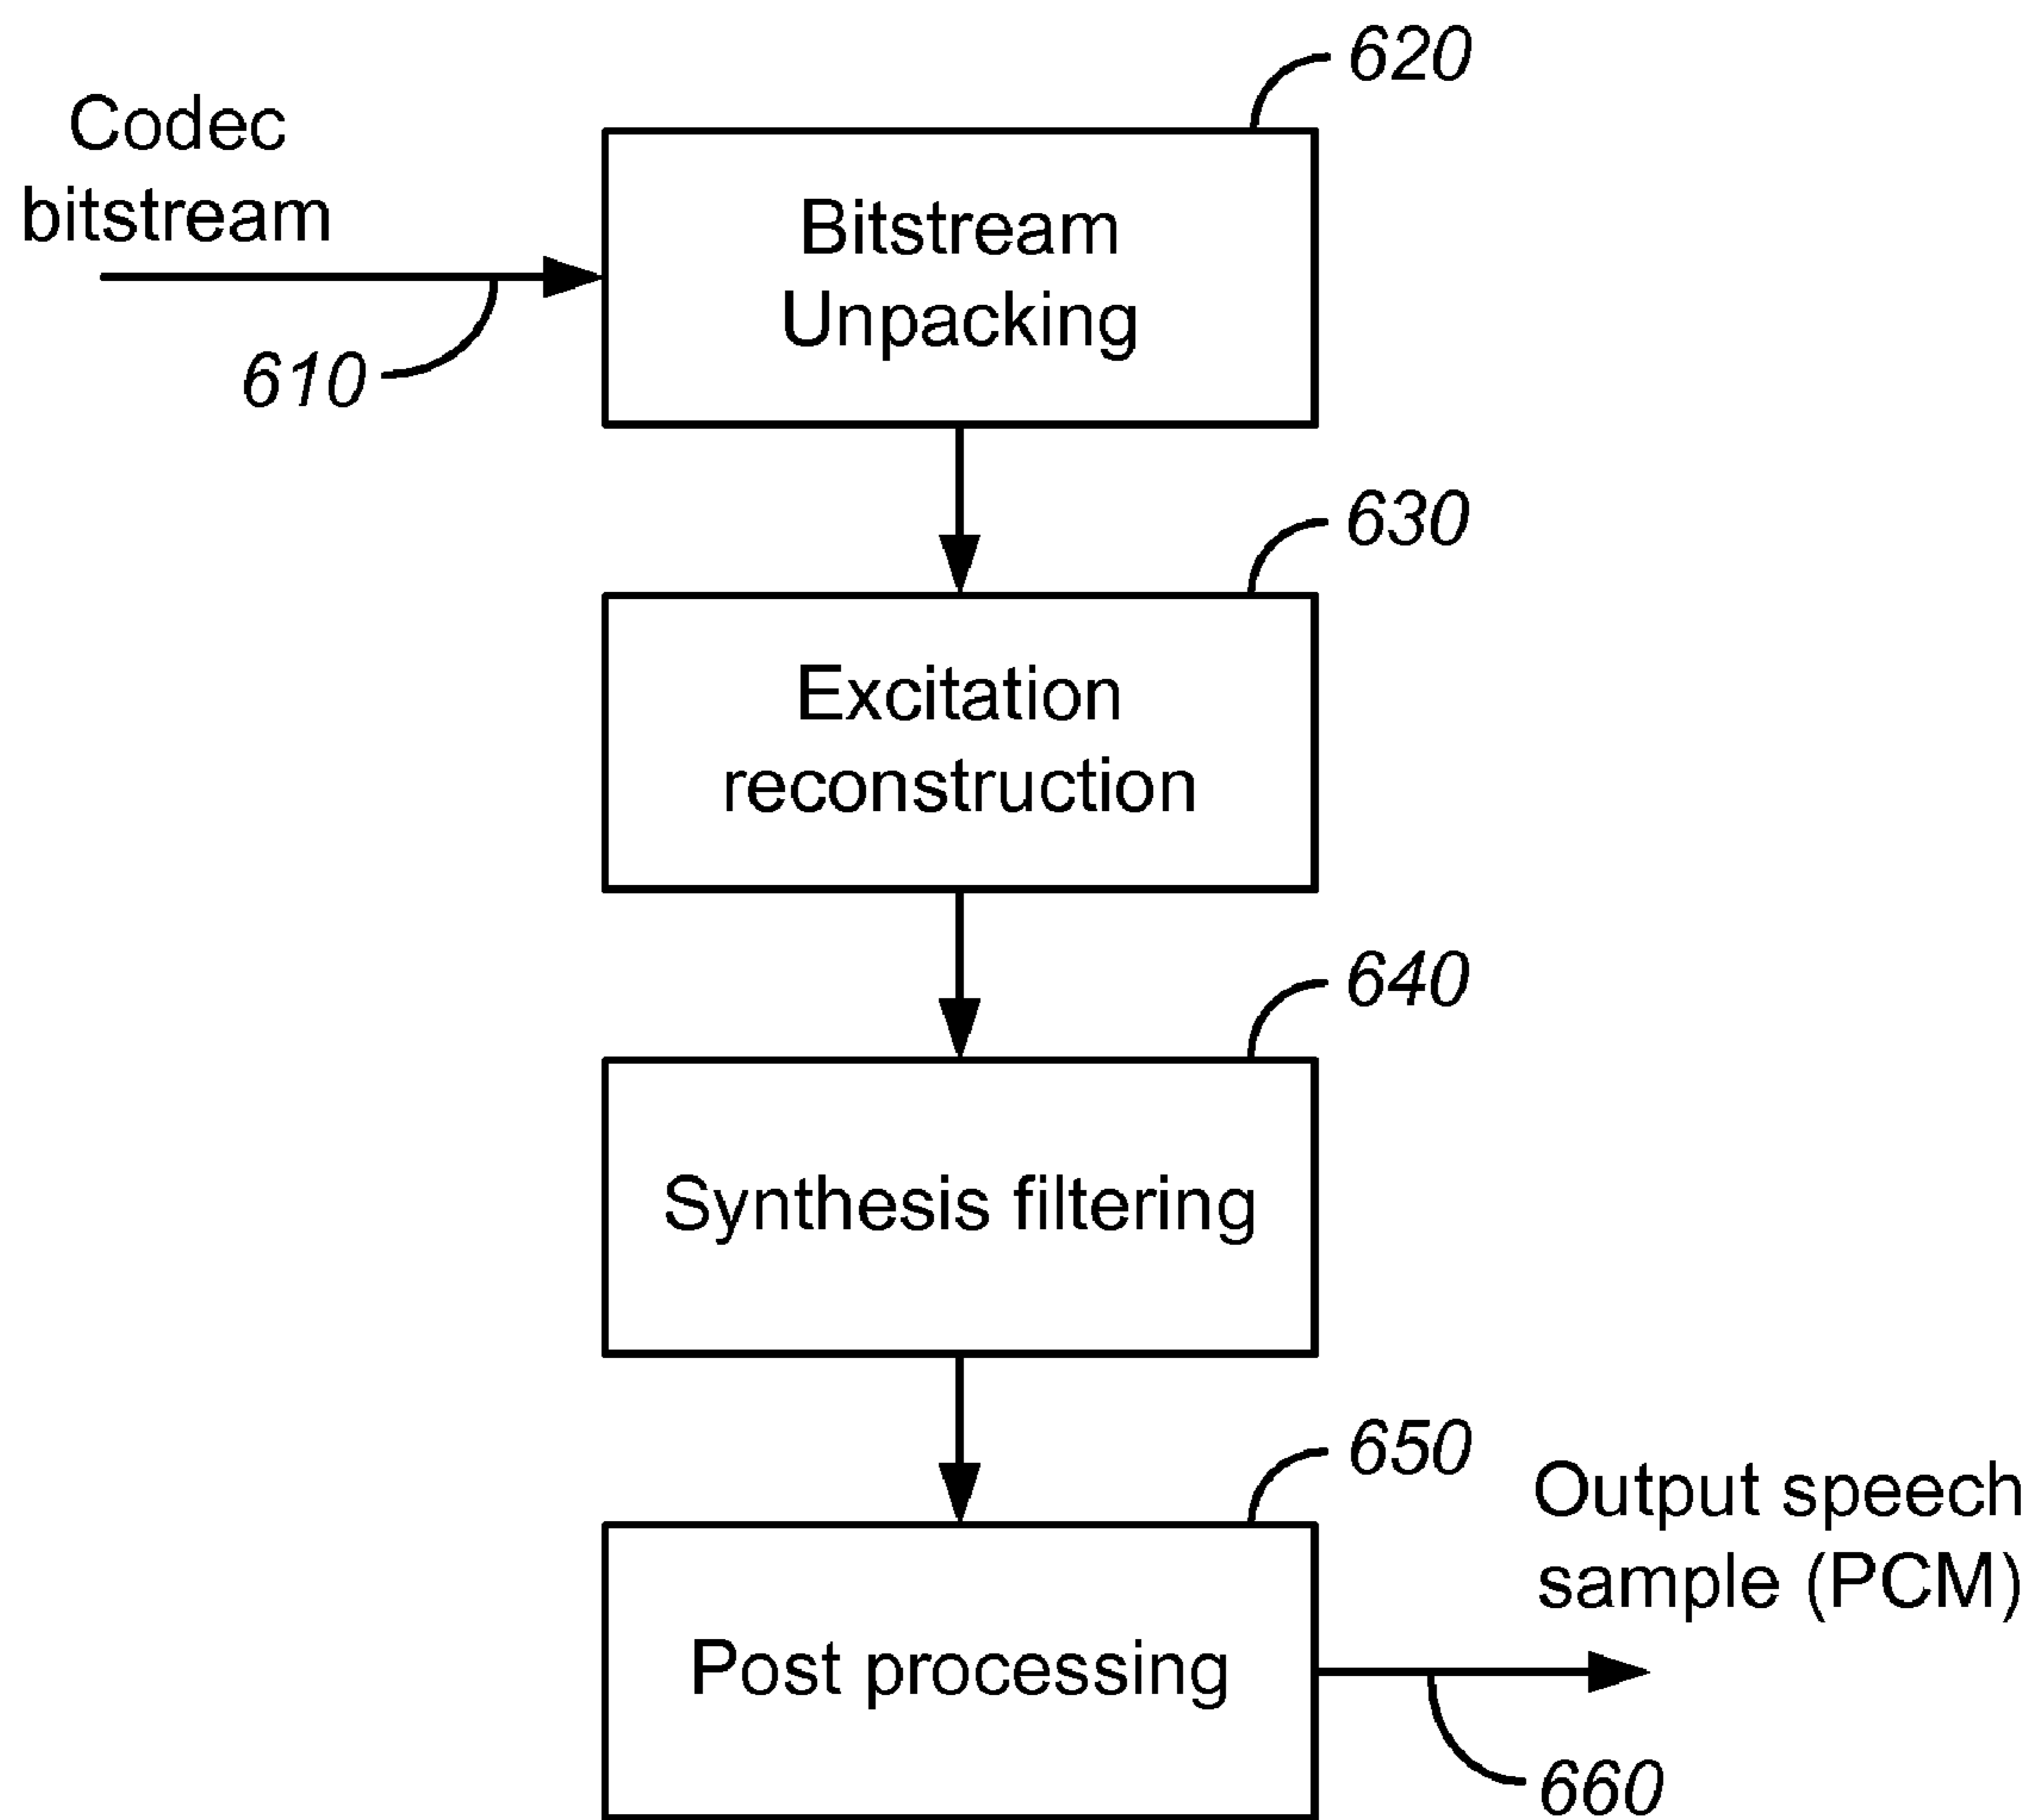 620
Codec
bitstream
Bitstream
Unpacking
610
630
Excitation
reconstruction
640
Synthesis filtering
650
Output speech
sample (PCM)
Post processing
660